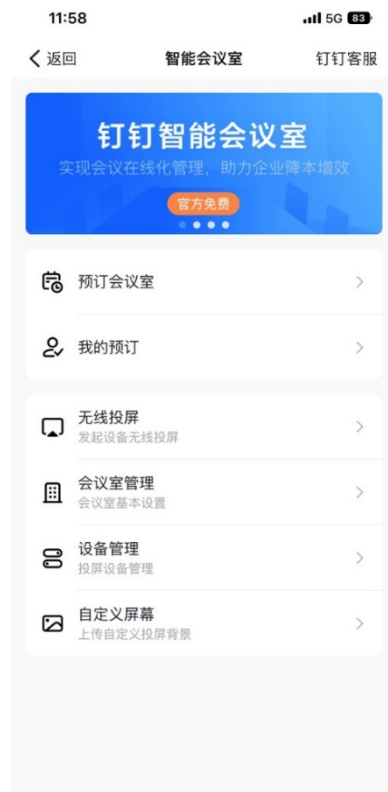 11:58
5G 83
返回
智能会议室
钉钉客服
钉钉智能会议室
实现会议在线化管理，助力企业降本增效
官方免费
预订会议室
我的预订
无线投屏
发起设备无线投屏
会议室管理
会议室基本设置
设备管理
投屏设备管理
自定义屏幕
上传自定义投屏背景